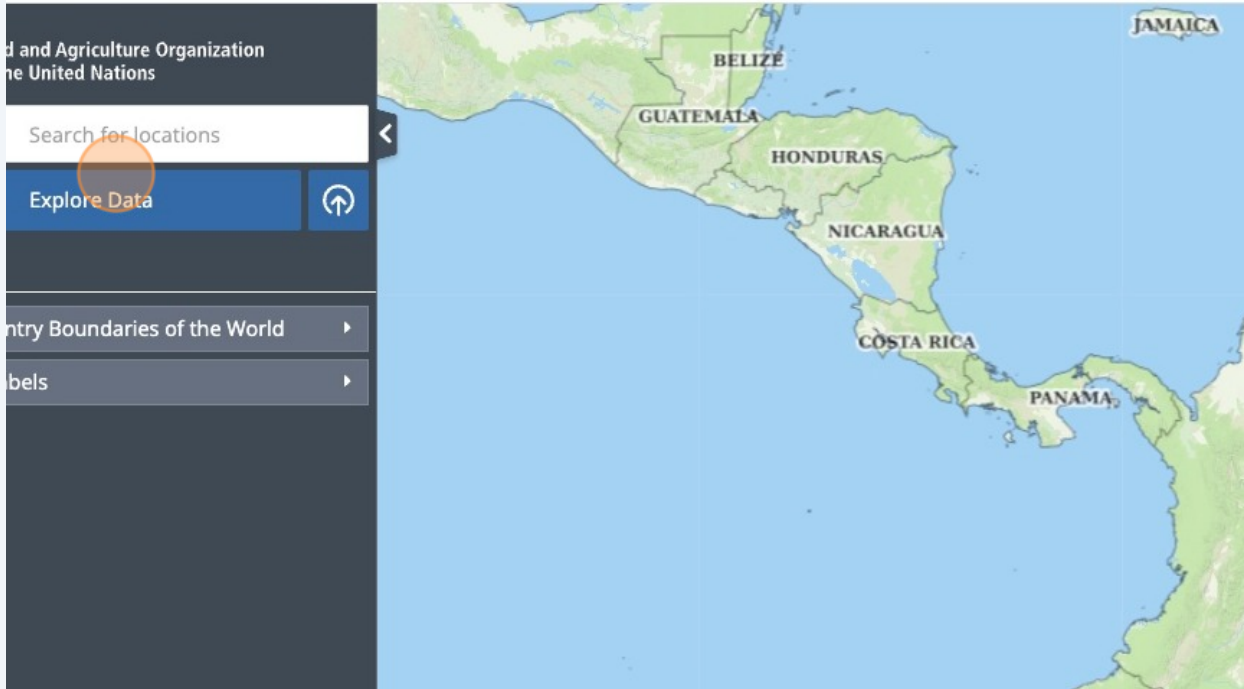 d and Agriculture Organization
he United Nations
Search for locations
Explore Data
ntry Boundaries of the World
abels
JAMAICA
BELIZE
GUATEMALA
HONDURAS
NICARAGUA
COSTA RICA
PANAMA